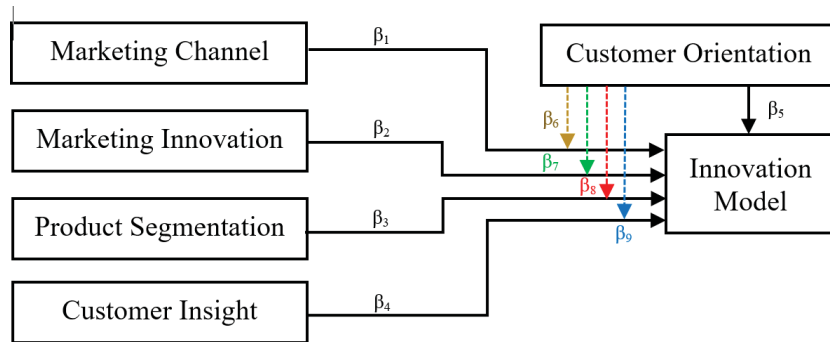 Marketing Channel
β₁
Customer Orientation
β₅
β₆
Marketing Innovation
β₂
β₇
Innovation
Model
β₈
Product Segmentation
β₃
β₉
Customer Insight
β₄